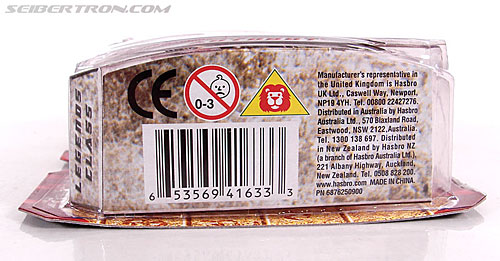 SEIBERTRON.COM
LEGENDS
CLASS
CE
0-3
Manufacturer's representative in
the United Kingdom is Hasbro
UK Ltd., Caswell Way, Newport,
NP19 4YH. Tel. 00800 22427276.
Distributed in Australia by Hasbro
Australia Ltd., 570 Blaxland Road,
Eastwood, NSW 2122, Australia.
Tel. 1300 138 697. Distributed
in New Zealand by Hasbro NZ
(a branch of Hasbro Australia Ltd.),
221 Albany Highway, Auckland,
New Zealand. Tel. 0508 828 200.
www.hasbro.com MADE IN CHINA.
PN 6876250900
6 53569 41633 3